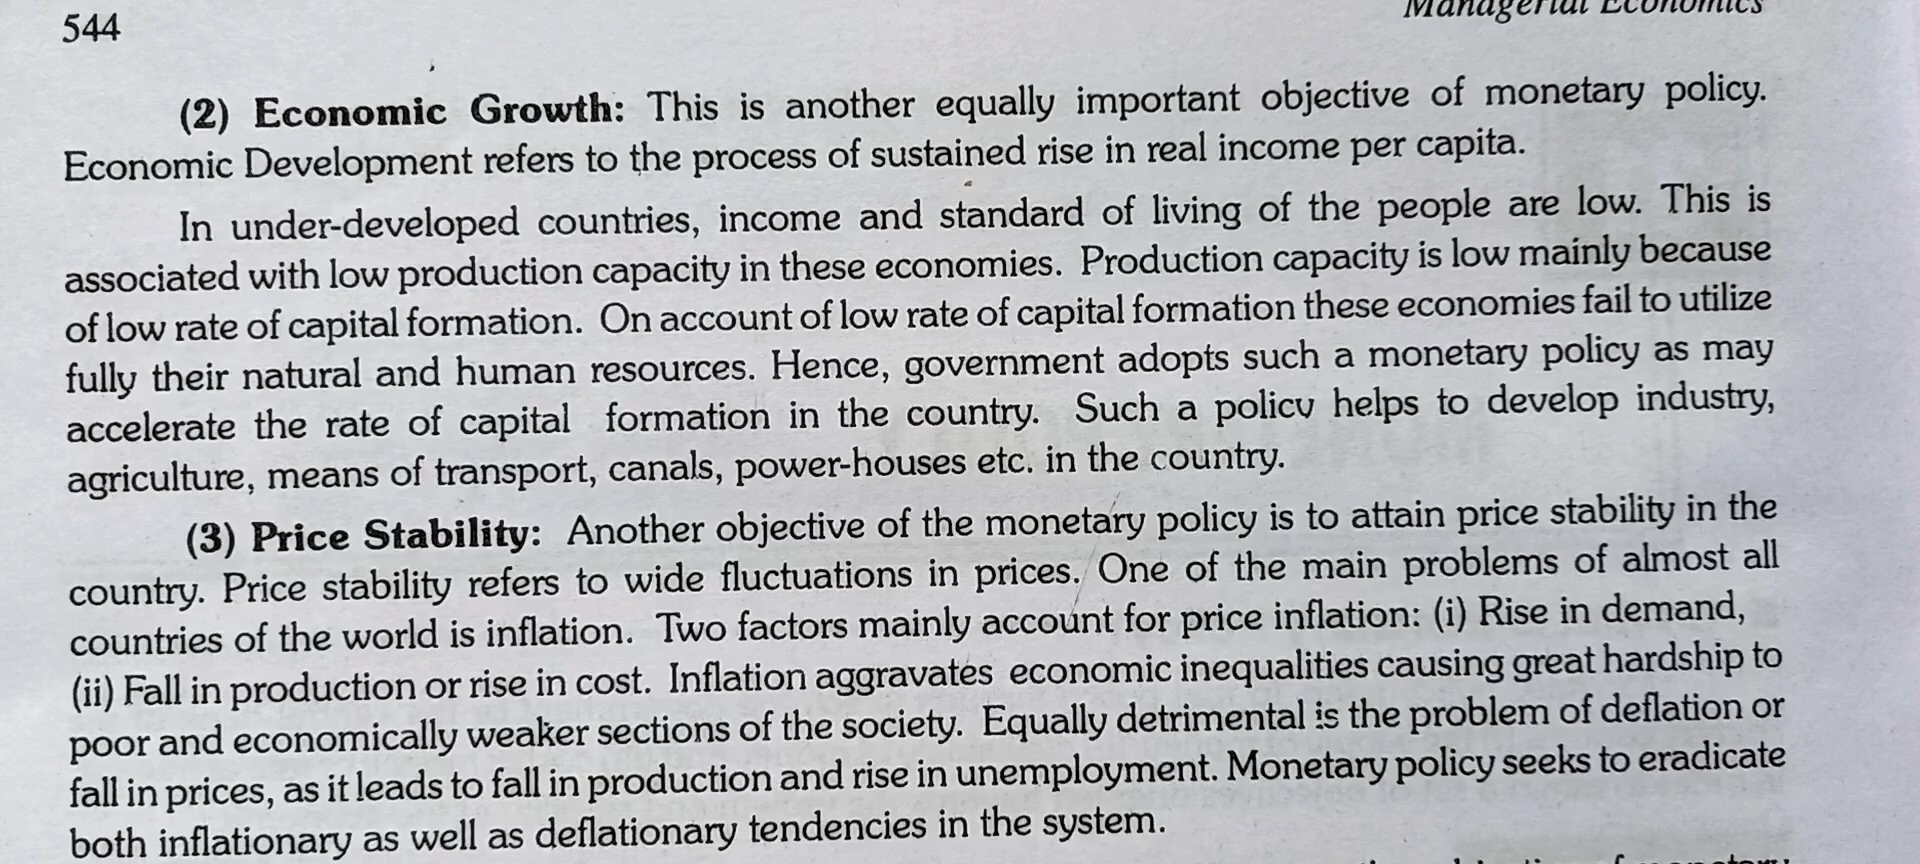 544
Managerial Economics
(2) Economic Growth: This is another equally important objective of monetary policy.
Economic Development refers to the process of sustained rise in real income per capita.
In under-developed countries, income and standard of living of the people are low. This is
associated with low production capacity in these economies. Production capacity is low mainly because
of low rate of capital formation. On account of low rate of capital formation these economies fail to utilize
fully their natural and human resources. Hence, government adopts such a monetary policy as may
accelerate the rate of capital formation in the country. Such a policy helps to develop industry,
agriculture, means of transport, canals, power-houses etc. in the country.
(3) Price Stability: Another objective of the monetary policy is to attain price stability in the
country. Price stability refers to wide fluctuations in prices. One of the main problems of almost all
countries of the world is inflation. Two factors mainly account for price inflation: (i) Rise in demand,
(ii) Fall in production or rise in cost. Inflation aggravates economic inequalities causing great hardship to
poor and economically weaker sections of the society. Equally detrimental is the problem of deflation or
fall in prices, as it leads to fall in production and rise in unemployment. Monetary policy seeks to eradicate
both inflationary as well as deflationary tendencies in the system.